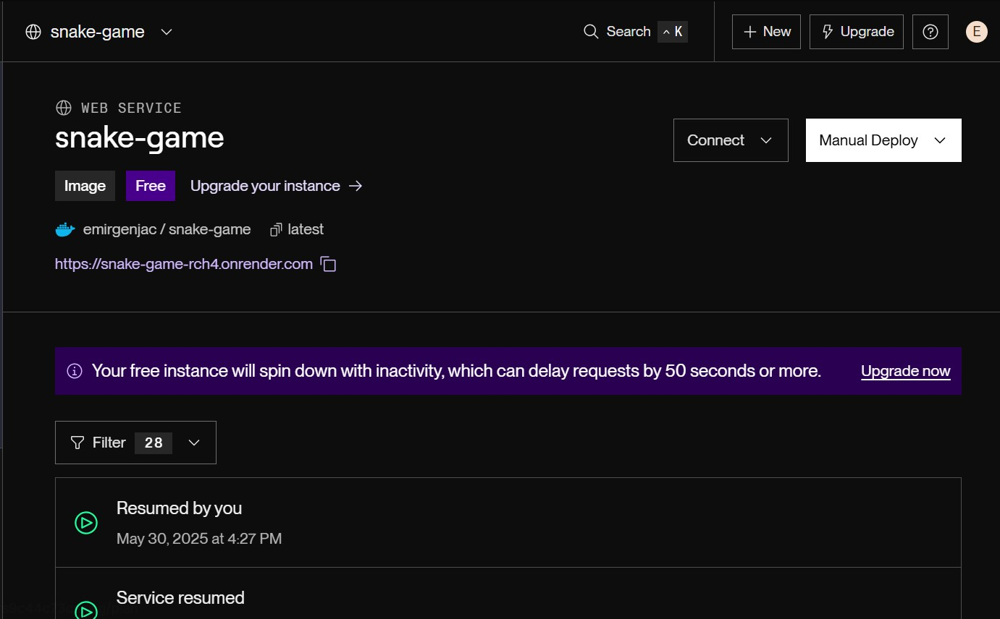 snake-game
Search ^ K
New
Upgrade
E
WEB SERVICE
snake-game
Connect
Manual Deploy
Image Free Upgrade your instance →
emirgenjac / snake-game latest
https://snake-game-rch4.onrender.com
Your free instance will spin down with inactivity, which can delay requests by 50 seconds or more. Upgrade now
Filter 28
Resumed by you
May 30, 2025 at 4:27 PM
Service resumed